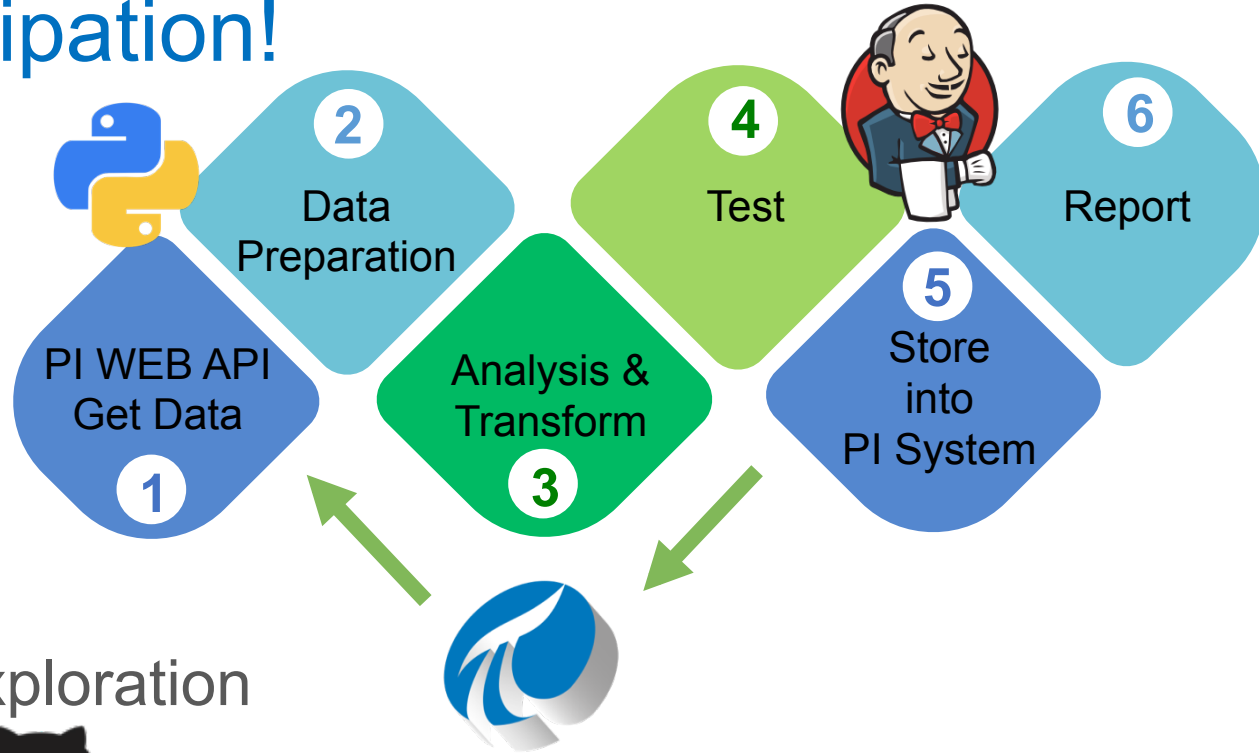 ipation!
1
PI WEB API
Get Data
2
Data
Preparation
3
Analysis &
Transform
4
Test
5
Store
into
PI System
6
Report
xploration